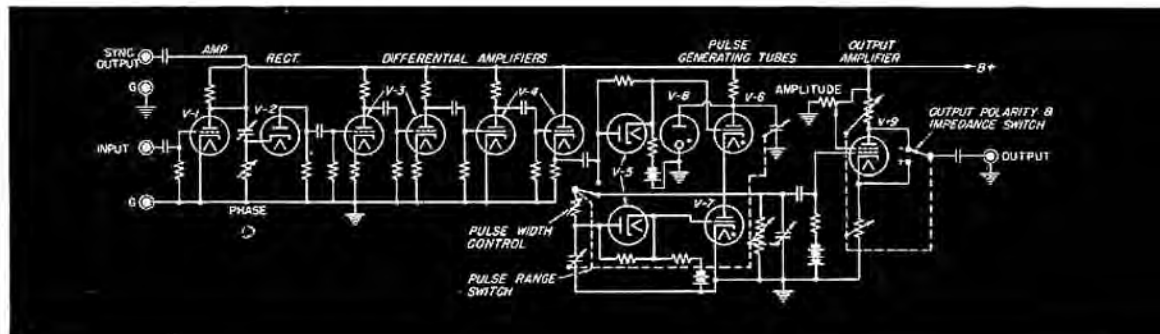 SYNC OUTPUT
G
INPUT
G
AMP
V-1
V-2
RECT.
PHASE
DIFFERENTIAL AMPLIFIERS
V-3
V-4
V-5
V-8
PULSE GENERATING TUBES
V-6
V-7
PULSE WIDTH CONTROL
PULSE RANGE SWITCH
OUTPUT AMPLIFIER
B+
AMPLITUDE
V-9
OUTPUT POLARITY & IMPEDANCE SWITCH
OUTPUT